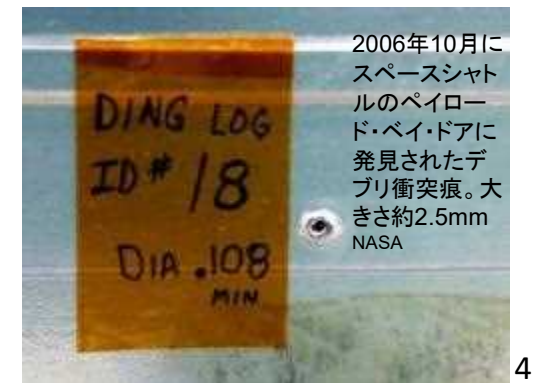 DING LOG
ID# 18
DIA .108
MIN
2006年10月に
スペースシャト
ルのペイロー
ド・ベイ・ドアに
発見されたデ
ブリ衝突痕。大
きさ約2.5mm
NASA
4